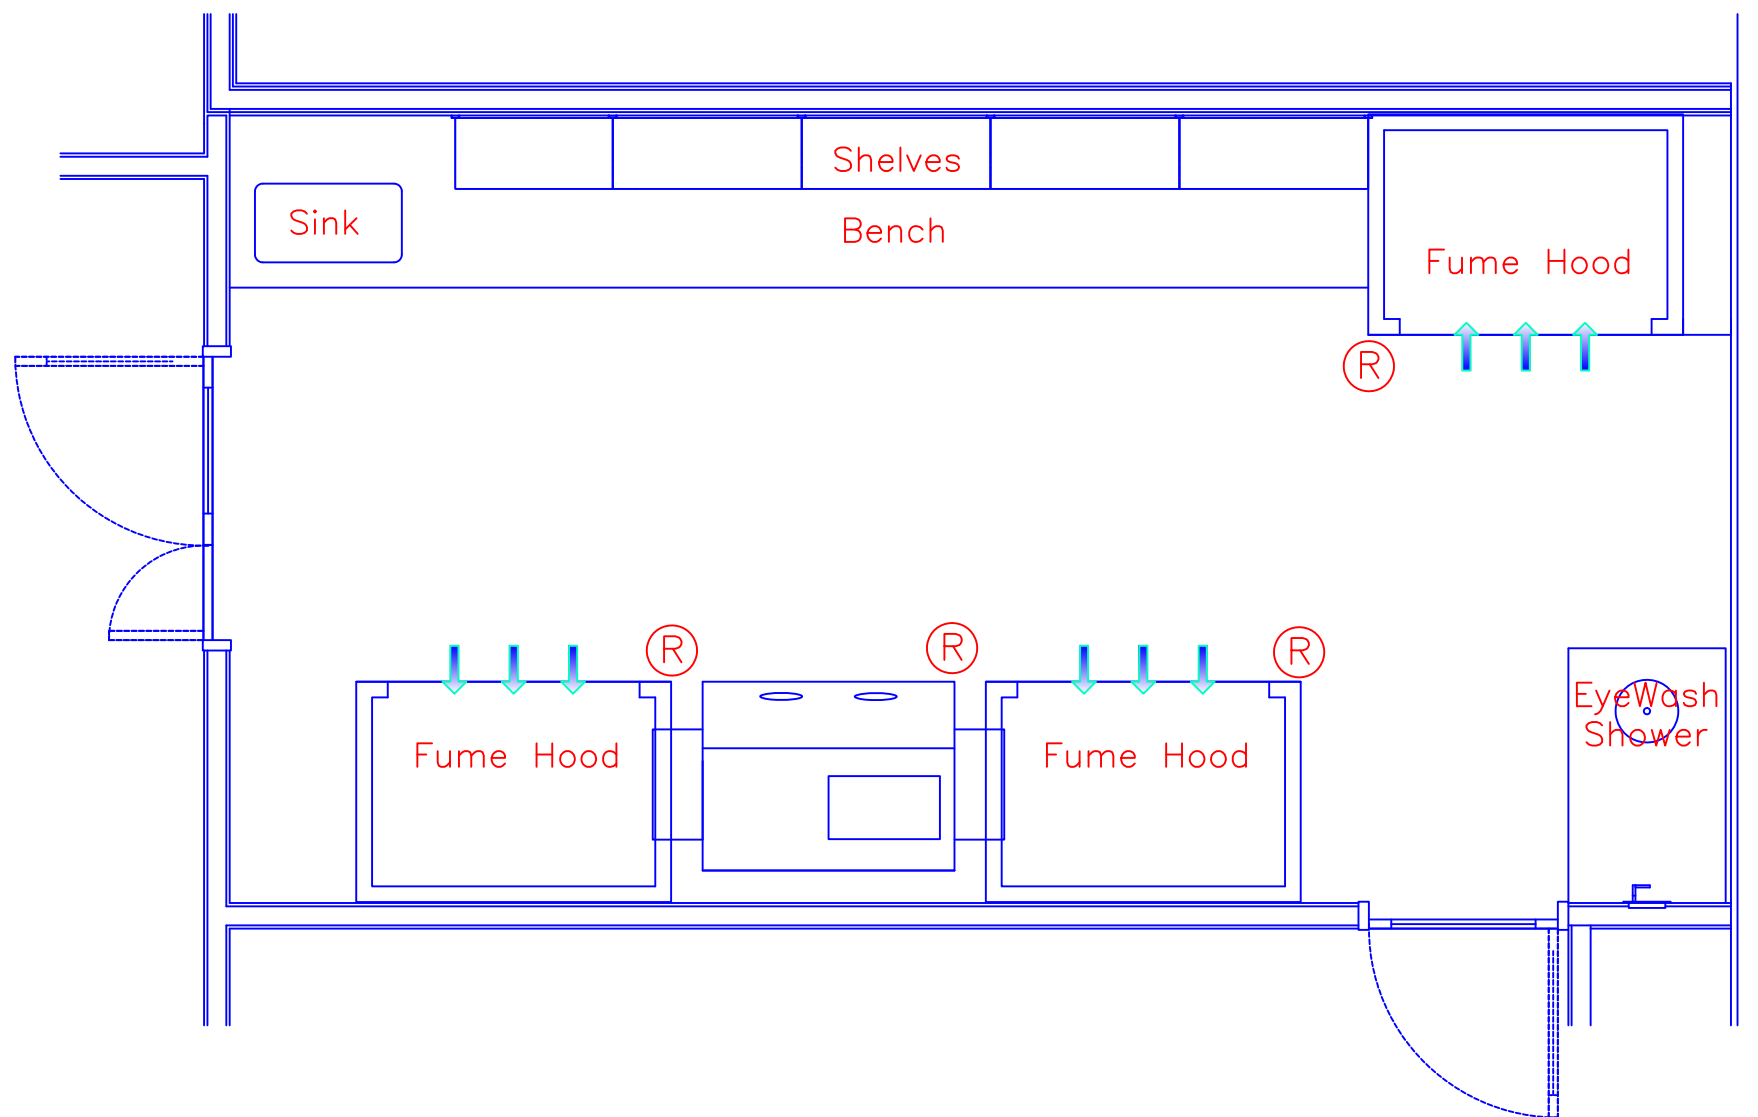 Shelves
Sink
Bench
Fume Hood
R
R
R
R
EyeWash
Shower
Fume Hood
Fume Hood